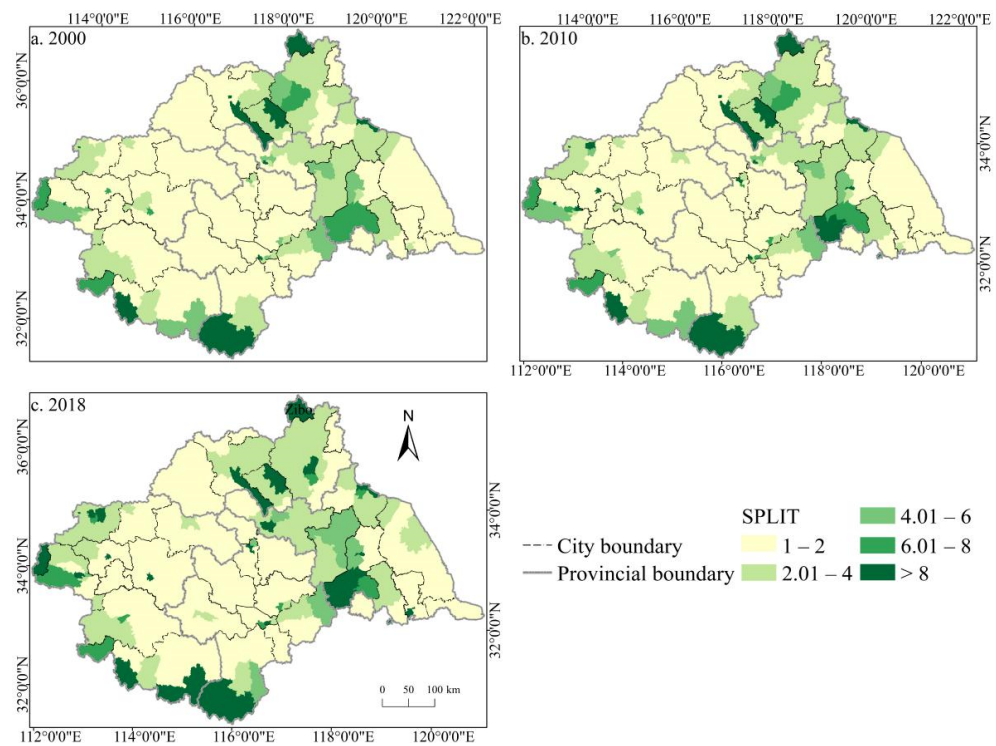 114°0'0"E 116°0'0"E 118°0'0"E 120°0'0"E 122°0'0"E
a. 2000
36°0'0"N
34°0'0"N
32°0'0"N
114°0'0"E 116°0'0"E 118°0'0"E 120°0'0"E 122°0'0"E
b. 2010
34°0'0"N
32°0'0"N
112°0'0"E 114°0'0"E 116°0'0"E 118°0'0"E 120°0'0"E
c. 2018
Zibo
N
36°0'0"N
34°0'0"N
32°0'0"N
34°0'0"N
32°0'0"N
0 50 100 km
112°0'0"E 114°0'0"E 116°0'0"E 118°0'0"E 120°0'0"E
City boundary
Provincial boundary
SPLIT
1 – 2
2.01 – 4
4.01 – 6
6.01 – 8
> 8